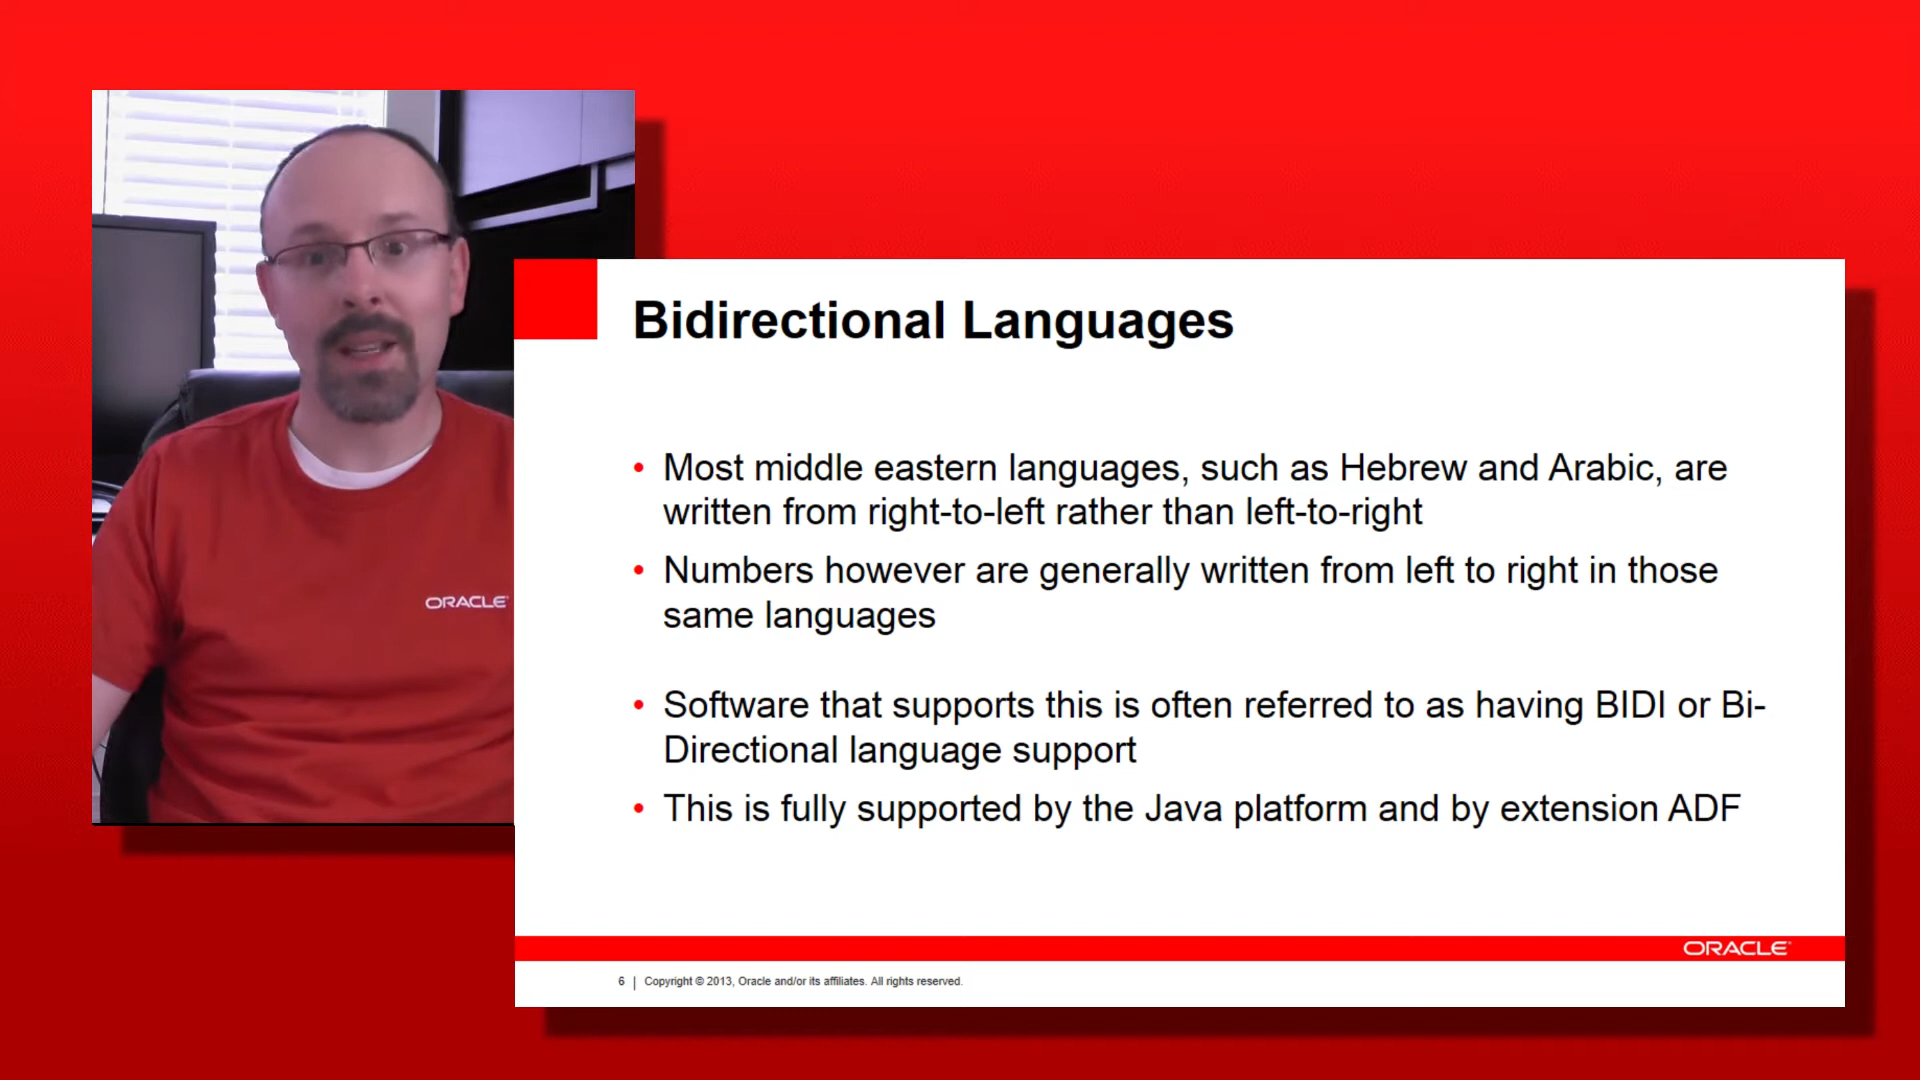 Bidirectional Languages
• Most middle eastern languages, such as Hebrew and Arabic, are
written from right-to-left rather than left-to-right
• Numbers however are generally written from left to right in those
same languages
• Software that supports this is often referred to as having BIDI or Bi-
Directional language support
• This is fully supported by the Java platform and by extension ADF
ORACLE
ORACLE
6 | Copyright © 2013, Oracle and/or its affiliates. All rights reserved.